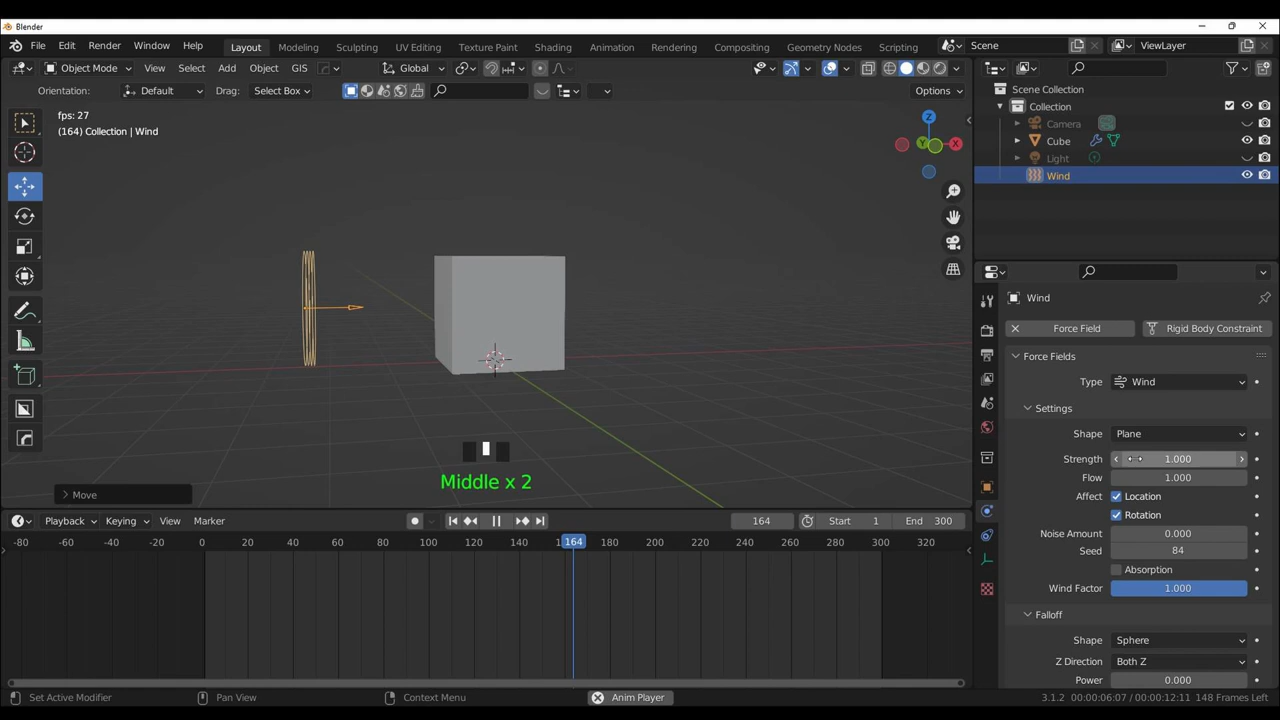 Blender
File Edit Render Window Help Layout Modeling Sculpting UV Editing Texture Paint Shading Animation Rendering Compositing Geometry Nodes Scripting Scene ViewLayer
Object Mode View Select Add Object GIS Global
Orientation: Default Drag: Select Box Options
fps: 27
(164) Collection | Wind
Z
Y X
Middle x 2
Move
Scene Collection
Collection
Camera
Cube
Light
Wind
Wind
Force Field Rigid Body Constraint
Force Fields
Type Wind
Settings
Shape Plane
Strength 1.000
Flow 1.000
Affect Location
Rotation
Noise Amount 0.000
Seed 84
Absorption
Wind Factor 1.000
Falloff
Shape Sphere
Z Direction Both Z
Power 0.000
Playback Keying View Marker 164 Start 1 End 300
-80 -60 -40 -20 0 20 40 60 80 100 120 140 164 180 200 220 240 260 280 300 320
Set Active Modifier Pan View Context Menu Anim Player 3.1.2 00:00:06:07 / 00:00:12:11 148 Frames Left